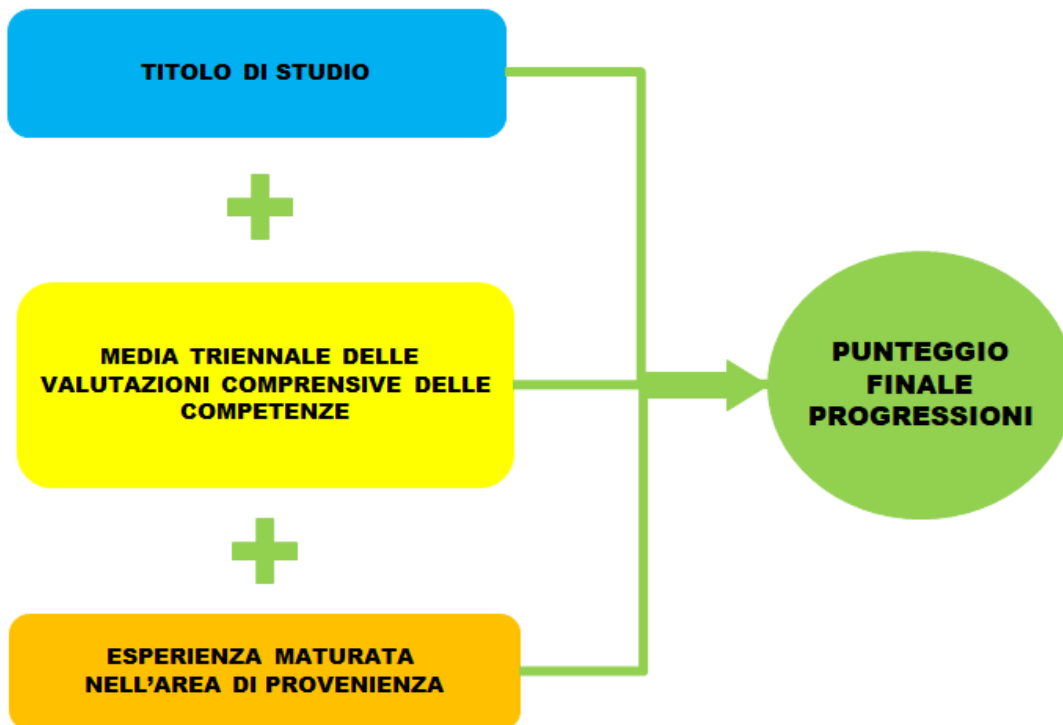 TITOLO DI STUDIO
MEDIA TRIENNALE DELLE
VALUTAZIONI COMPRENSIVE DELLE
COMPETENZE
ESPERIENZA MATURATA
NELL'AREA DI PROVENIENZA
PUNTEGGIO
FINALE
PROGRESSIONI